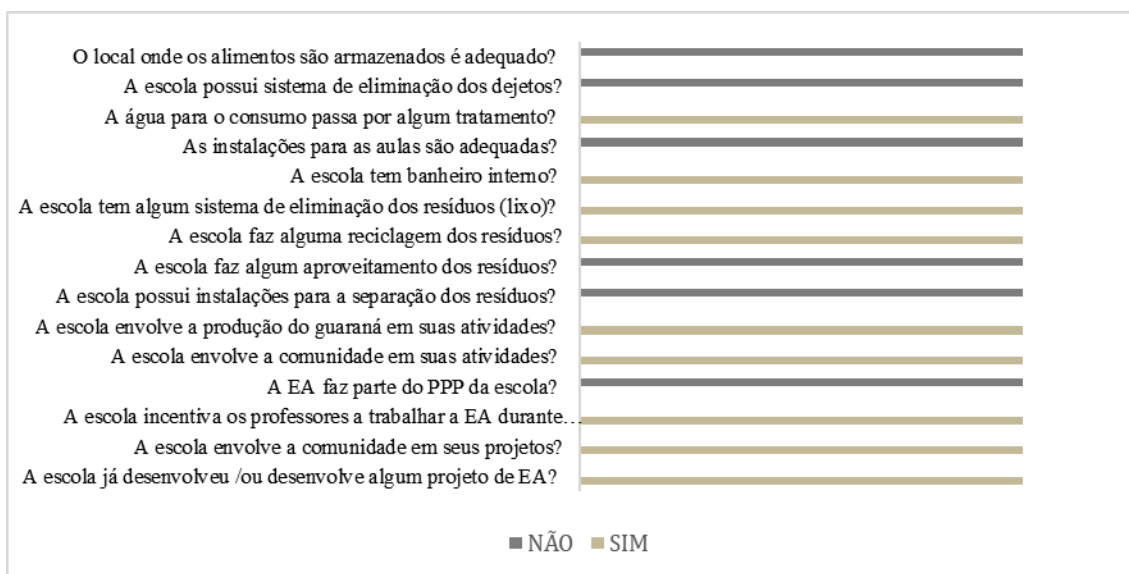 O local onde os alimentos são armazenados é adequado?
A escola possui sistema de eliminação dos dejetos?
A água para o consumo passa por algum tratamento?
As instalações para as aulas são adequadas?
A escola tem banheiro interno?
A escola tem algum sistema de eliminação dos resíduos (lixo)?
A escola faz alguma reciclagem dos resíduos?
A escola faz algum aproveitamento dos resíduos?
A escola possui instalações para a separação dos resíduos?
A escola envolve a produção do guaraná em suas atividades?
A escola envolve a comunidade em suas atividades?
A EA faz parte do PPP da escola?
A escola incentiva os professores a trabalhar a EA durante…
A escola envolve a comunidade em seus projetos?
A escola já desenvolveu /ou desenvolve algum projeto de EA?
NÃO SIM